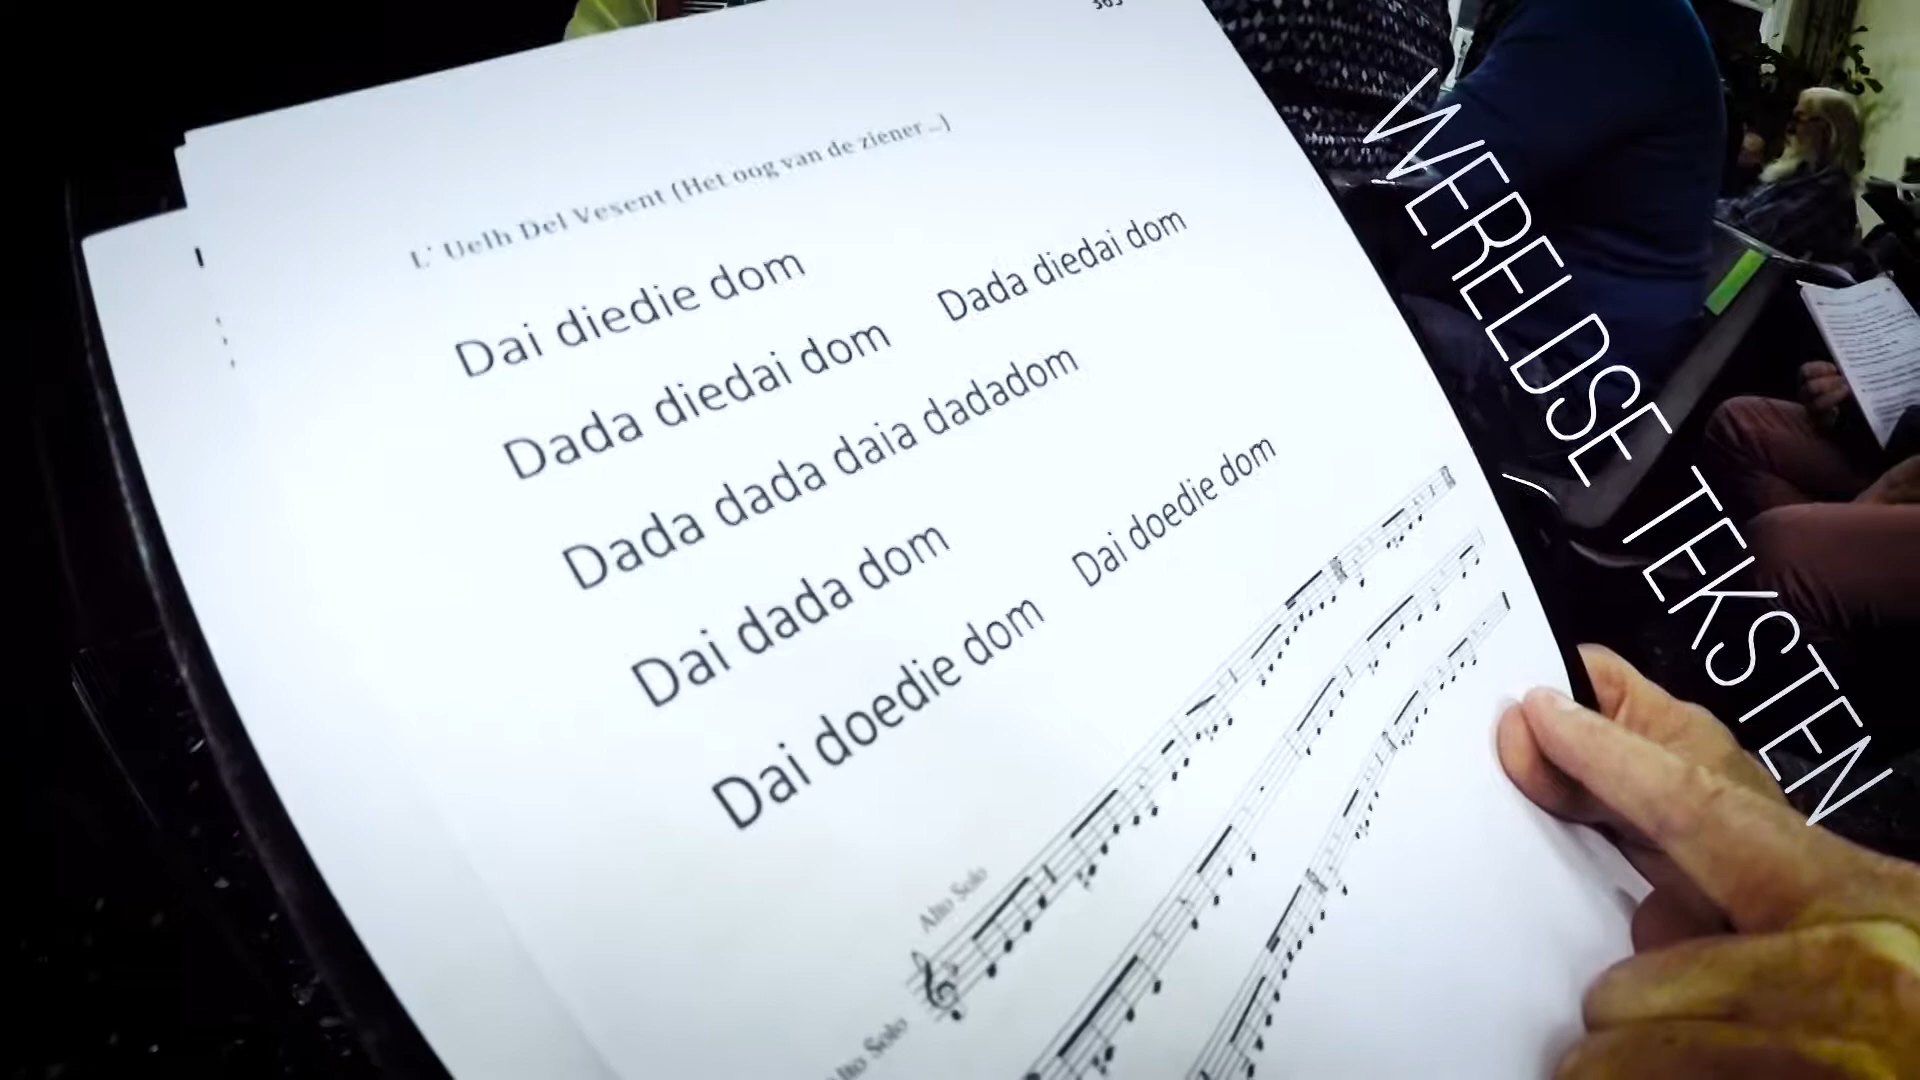 L' Uelh Del Vesent (Het oog van de ziener ...)
Dai diedie dom
Dada diedai dom Dada diedai dom
Dada dada daia dadadom
Dai dada dom
Dai doedie dom Dai doedie dom
Alto Solo
Alto Solo
WERELDSE TEKSTEN